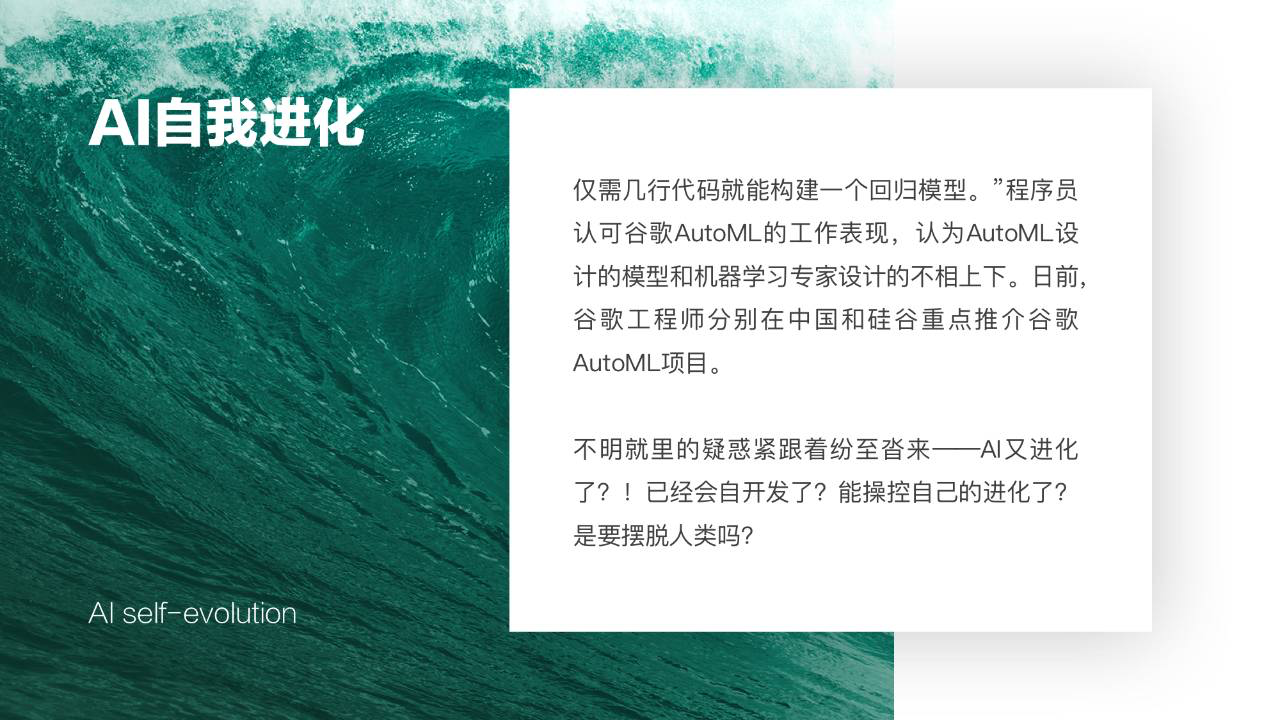 AI自我进化
仅需几行代码就能构建一个回归模型。”程序员
认可谷歌AutoML的工作表现，认为AutoML设
计的模型和机器学习专家设计的不相上下。日前，
谷歌工程师分别在中国和硅谷重点推介谷歌
AutoML项目。
不明就里的疑惑紧跟着纷至沓来——AI又进化
了？！已经会自开发了？能操控自己的进化了？
是要摆脱人类吗？
AI self-evolution